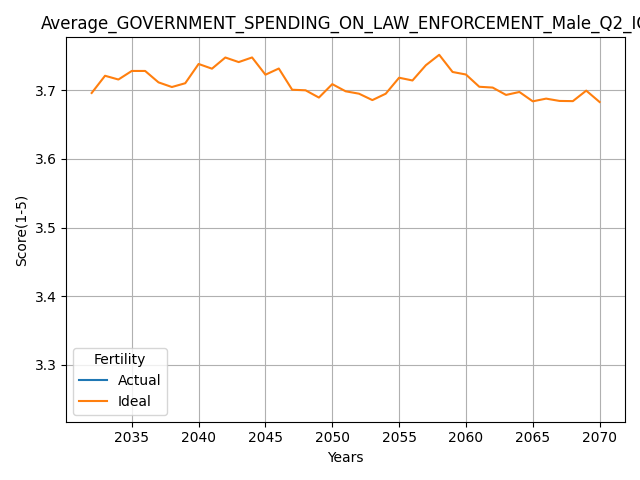 Average_GOVERNMENT_SPENDING_ON_LAW_ENFORCEMENT_Male_Q2_IQ
3.7
3.6
3.5
3.4
3.3
Score(1-5)
Fertility
Actual
Ideal
2035 2040 2045 2050 2055 2060 2065 2070
Years